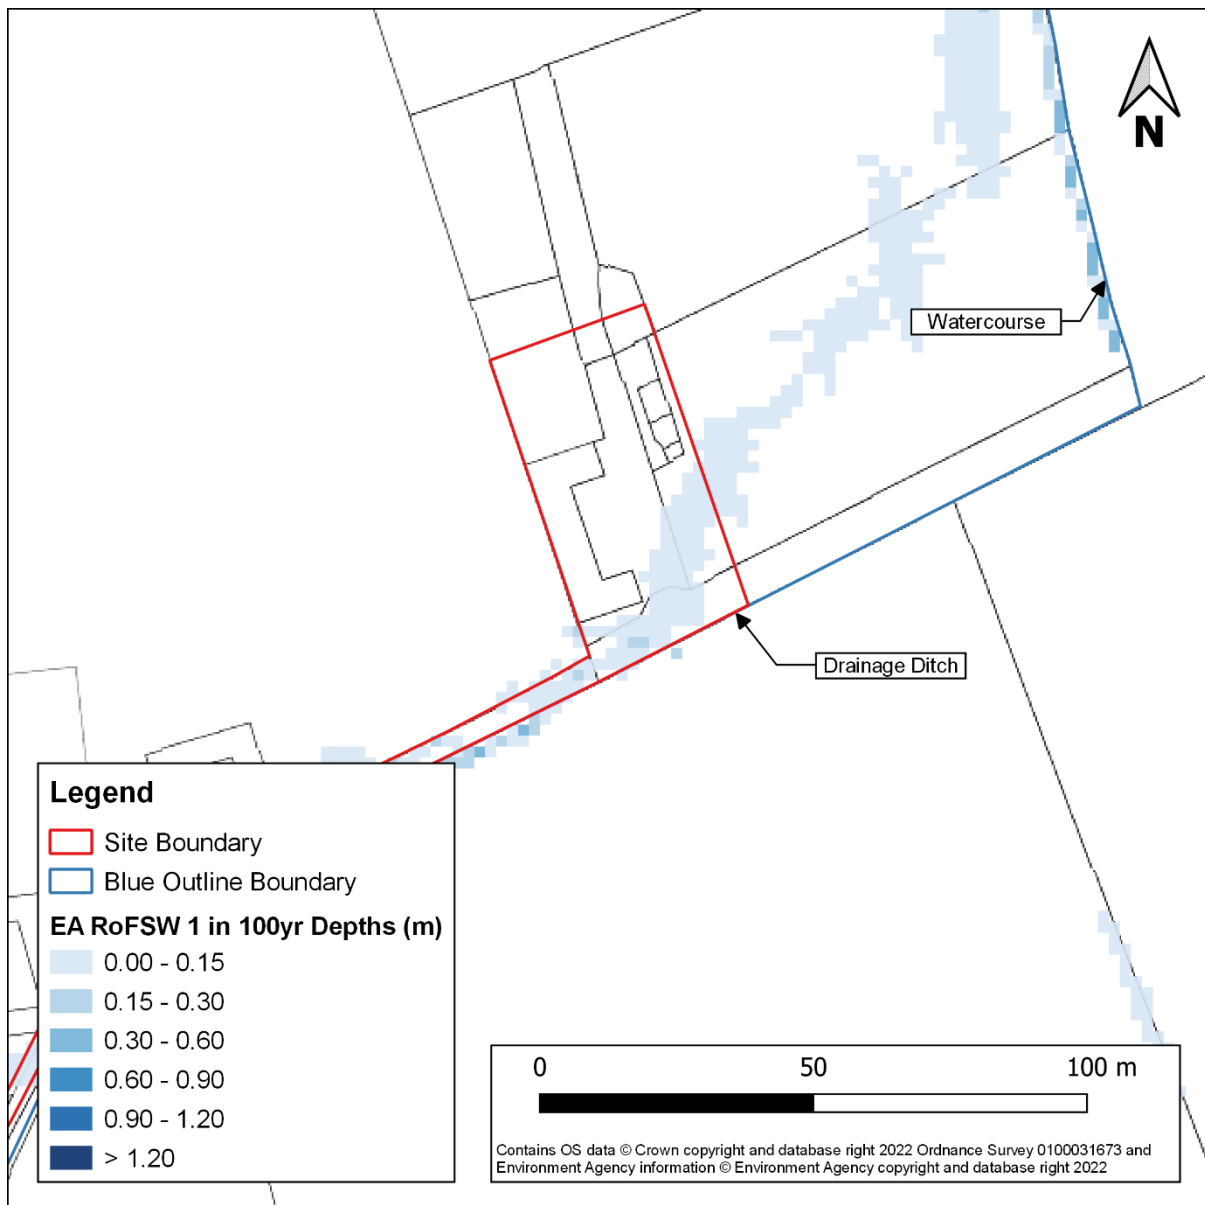 N
Watercourse
Drainage Ditch
Legend
Site Boundary
Blue Outline Boundary
EA RoFSW 1 in 100yr Depths (m)
0.00 - 0.15
0.15 - 0.30
0.30 - 0.60
0.60 - 0.90
0.90 - 1.20
> 1.20
0 50 100 m
Contains OS data © Crown copyright and database right 2022 Ordnance Survey 0100031673 and
Environment Agency information © Environment Agency copyright and database right 2022